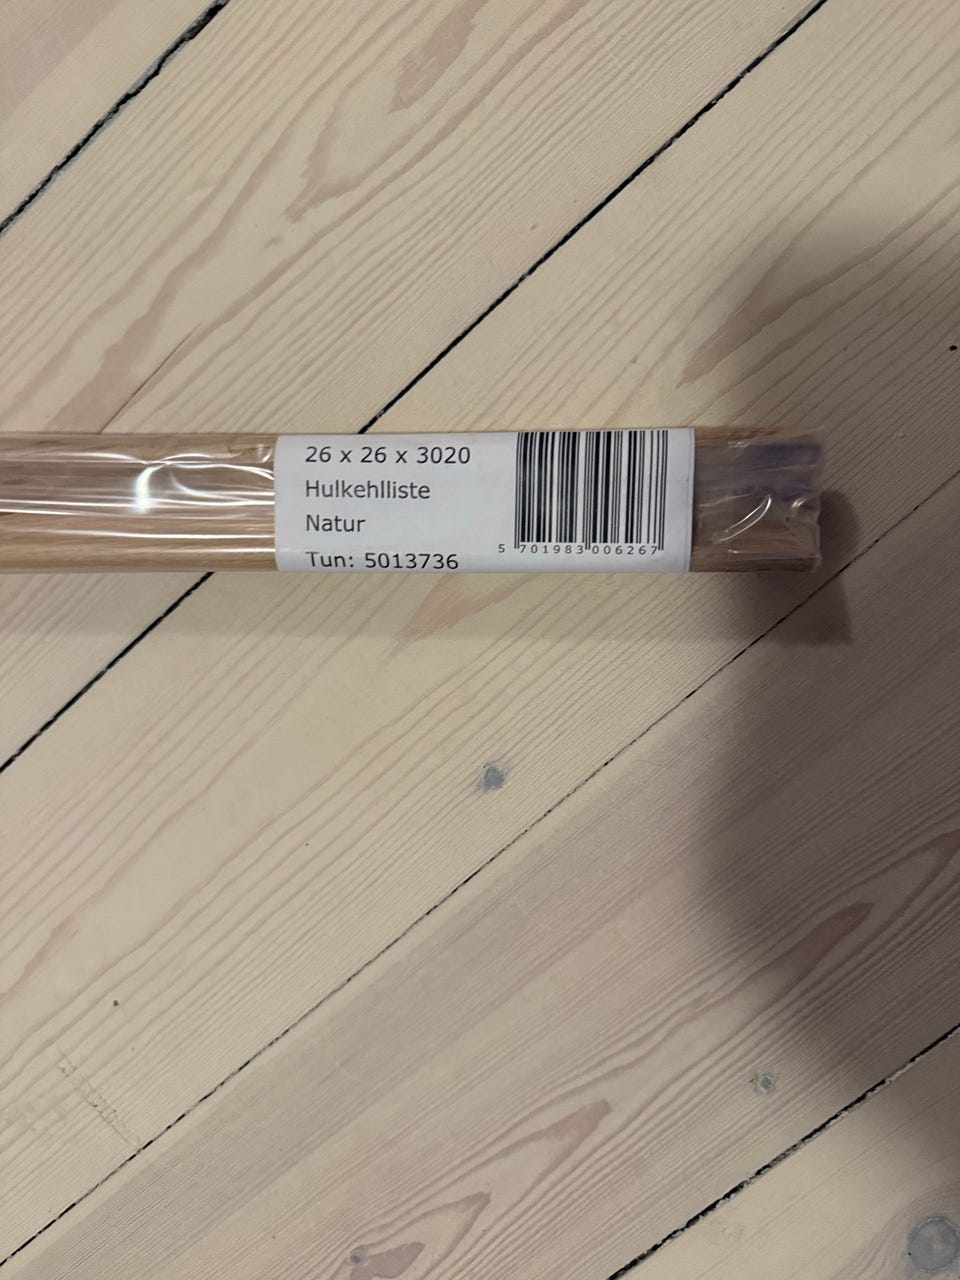 26 x 26 x 3020
Hulkehlliste
Natur
Tun: 5013736
5 701983 006267